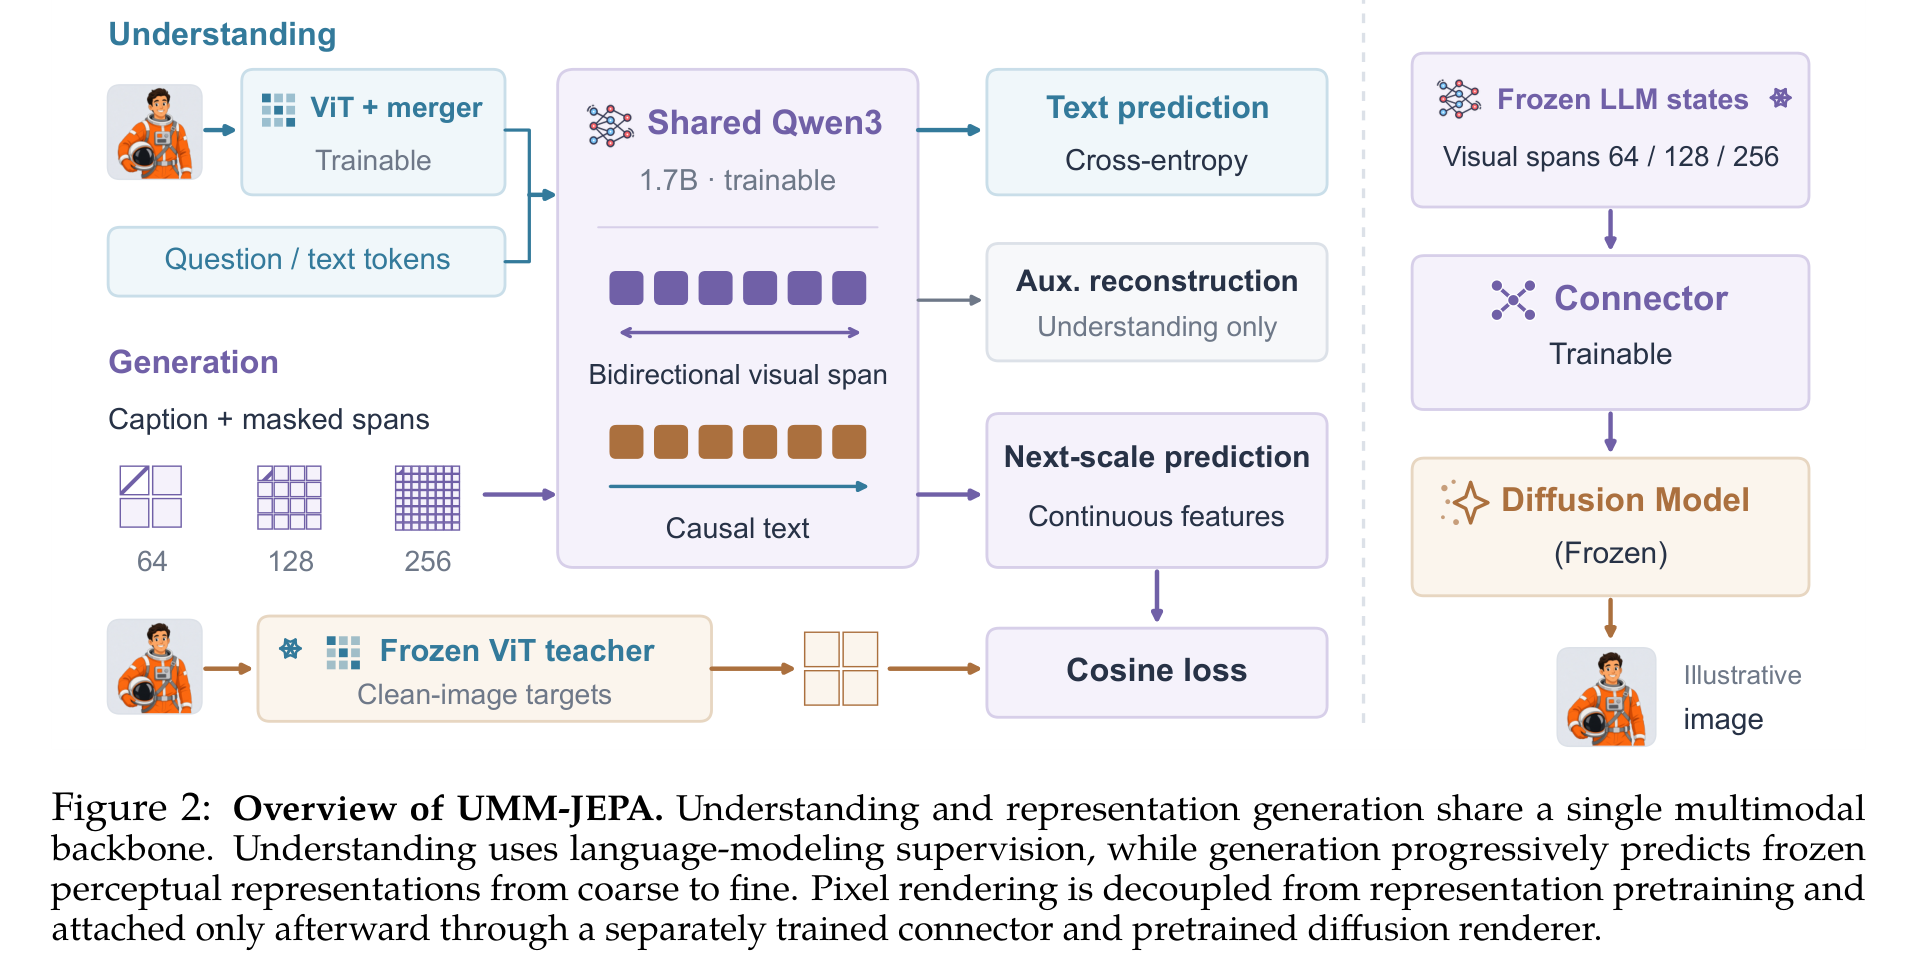 Understanding
ViT + merger
Trainable
Question / text tokens
Generation
Caption + masked spans
64
128
256
Shared Qwen3
1.7B · trainable
Bidirectional visual span
Causal text
Text prediction
Cross-entropy
Aux. reconstruction
Understanding only
Next-scale prediction
Continuous features
Frozen ViT teacher
Clean-image targets
Cosine loss
Frozen LLM states
Visual spans 64 / 128 / 256
Connector
Trainable
Diffusion Model
(Frozen)
Illustrative
image
Figure 2: Overview of UMM-JEPA. Understanding and representation generation share a single multimodal
backbone. Understanding uses language-modeling supervision, while generation progressively predicts frozen
perceptual representations from coarse to fine. Pixel rendering is decoupled from representation pretraining and
attached only afterward through a separately trained connector and pretrained diffusion renderer.